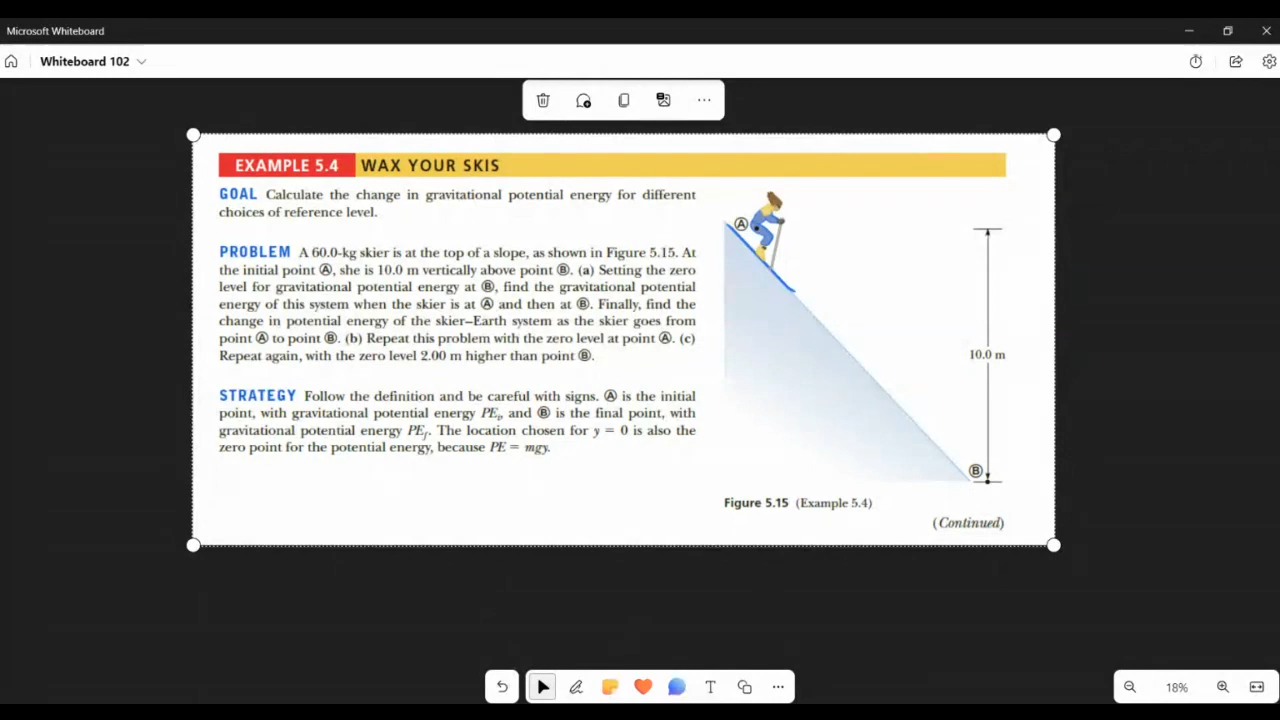 Microsoft Whiteboard
Whiteboard 102
EXAMPLE 5.4 WAX YOUR SKIS
GOAL Calculate the change in gravitational potential energy for different
choices of reference level.
PROBLEM A 60.0-kg skier is at the top of a slope, as shown in Figure 5.15. At
the initial point Ⓐ, she is 10.0 m vertically above point Ⓑ. (a) Setting the zero
level for gravitational potential energy at Ⓑ, find the gravitational potential
energy of this system when the skier is at Ⓐ and then at Ⓑ. Finally, find the
change in potential energy of the skier–Earth system as the skier goes from
point Ⓐ to point Ⓑ. (b) Repeat this problem with the zero level at point Ⓐ. (c)
Repeat again, with the zero level 2.00 m higher than point Ⓑ.
STRATEGY Follow the definition and be careful with signs. Ⓐ is the initial
point, with gravitational potential energy PEᵢ, and Ⓑ is the final point, with
gravitational potential energy PE_f. The location chosen for y = 0 is also the
zero point for the potential energy, because PE = mgy.
Ⓐ
10.0 m
Ⓑ
Figure 5.15 (Example 5.4)
(Continued)
18%